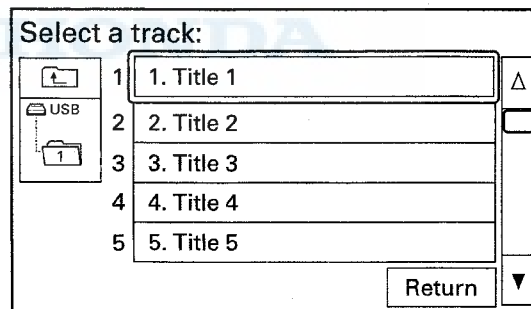 HONDA
Select a track:
1 1. Title 1
USB
2 2. Title 2
1
3 3. Title 3
4 4. Title 4
5 5. Title 5
Return